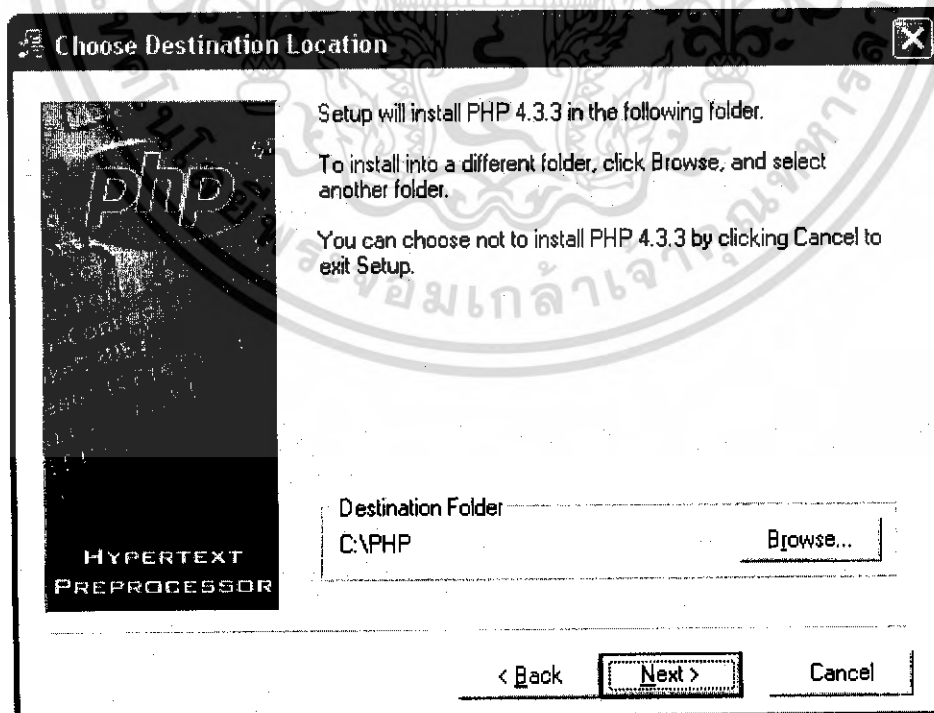 Choose Destination Location
Setup will install PHP 4.3.3 in the following folder.
To install into a different folder, click Browse, and select
another folder.
You can choose not to install PHP 4.3.3 by clicking Cancel to
exit Setup.
php
HYPERTEXT
PREPROCESSOR
Destination Folder
C:\PHP
Browse...
< Back
Next >
Cancel